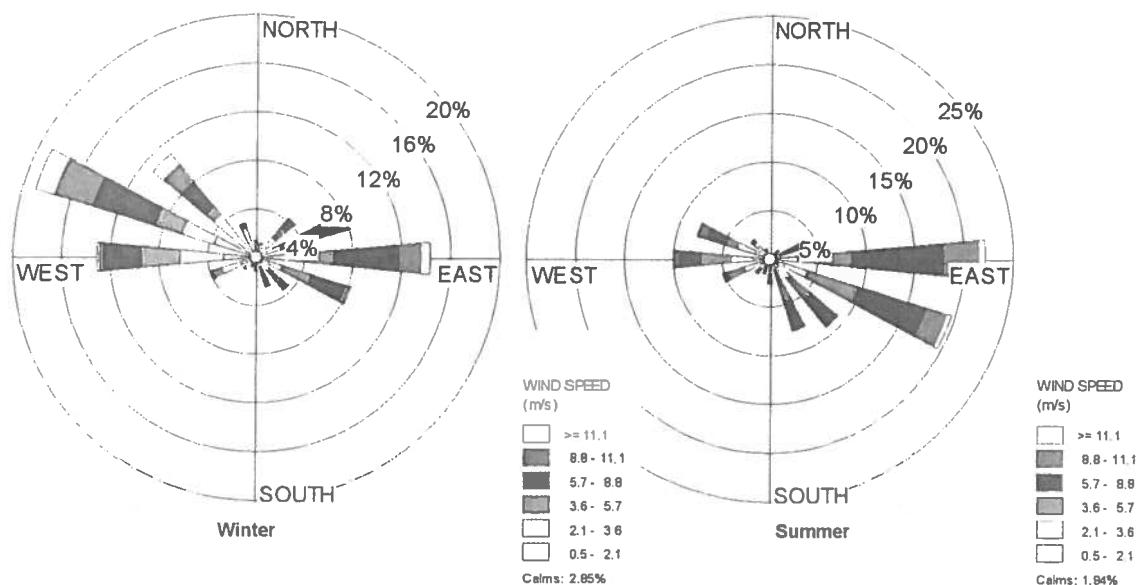 NORTH
20%
16%
12%
8%
4%
WEST
EAST
SOUTH
Winter
WIND SPEED
(m/s)
>= 11.1
8.8 - 11.1
5.7 - 8.8
3.6 - 5.7
2.1 - 3.6
0.5 - 2.1
Calms: 2.85%
NORTH
25%
20%
15%
10%
5%
WEST
EAST
SOUTH
Summer
WIND SPEED
(m/s)
>= 11.1
8.8 - 11.1
5.7 - 8.8
3.6 - 5.7
2.1 - 3.6
0.5 - 2.1
Calms: 1.94%